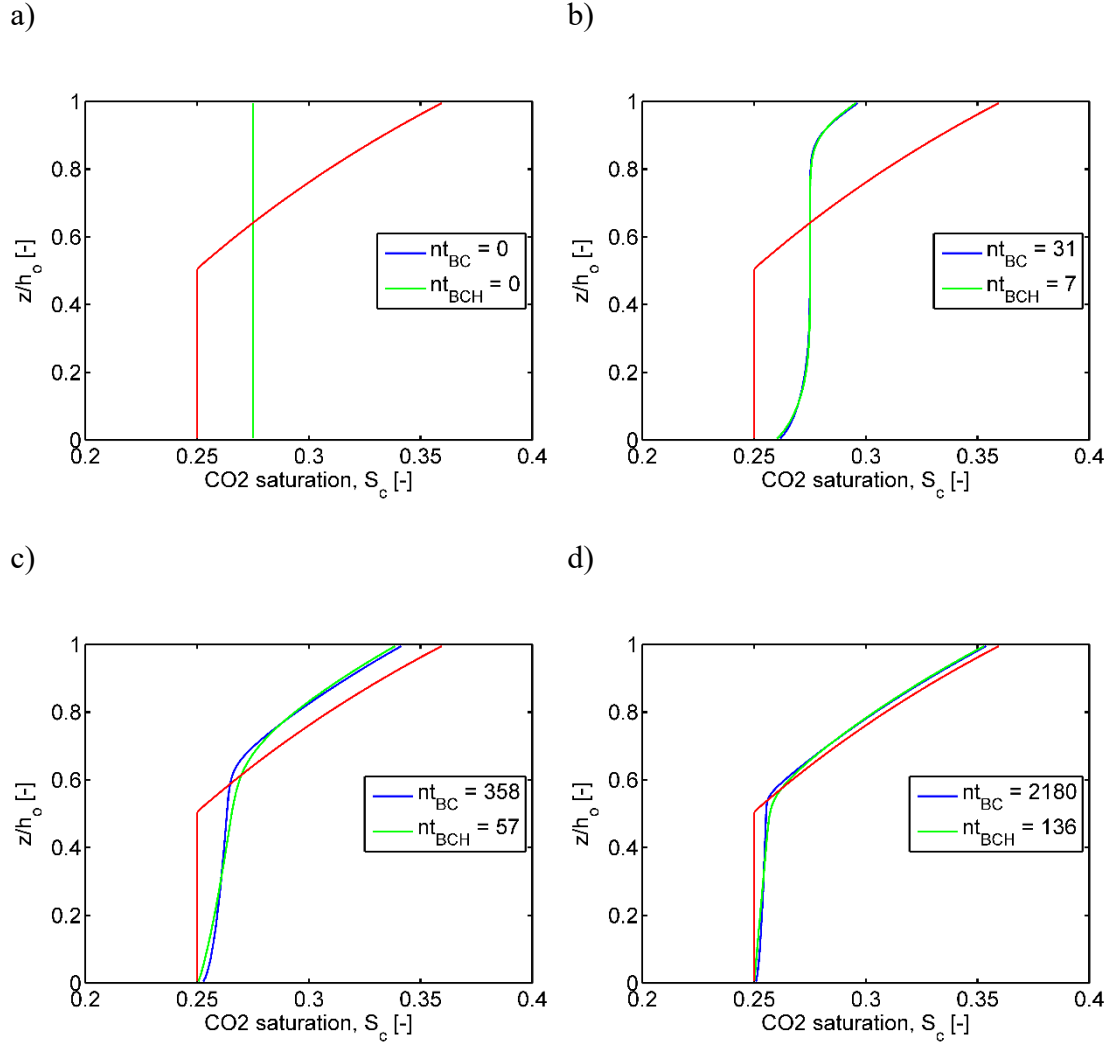 a)
1
0.8
0.6
0.4
0.2
0
z/h_o [-]
nt_BC = 0
nt_BCH = 0
0.2 0.25 0.3 0.35 0.4
CO2 saturation, S_c [-]
b)
1
0.8
0.6
0.4
0.2
0
z/h_o [-]
nt_BC = 31
nt_BCH = 7
0.2 0.25 0.3 0.35 0.4
CO2 saturation, S_c [-]
c)
1
0.8
0.6
0.4
0.2
0
z/h_o [-]
nt_BC = 358
nt_BCH = 57
0.2 0.25 0.3 0.35 0.4
CO2 saturation, S_c [-]
d)
1
0.8
0.6
0.4
0.2
0
z/h_o [-]
nt_BC = 2180
nt_BCH = 136
0.2 0.25 0.3 0.35 0.4
CO2 saturation, S_c [-]